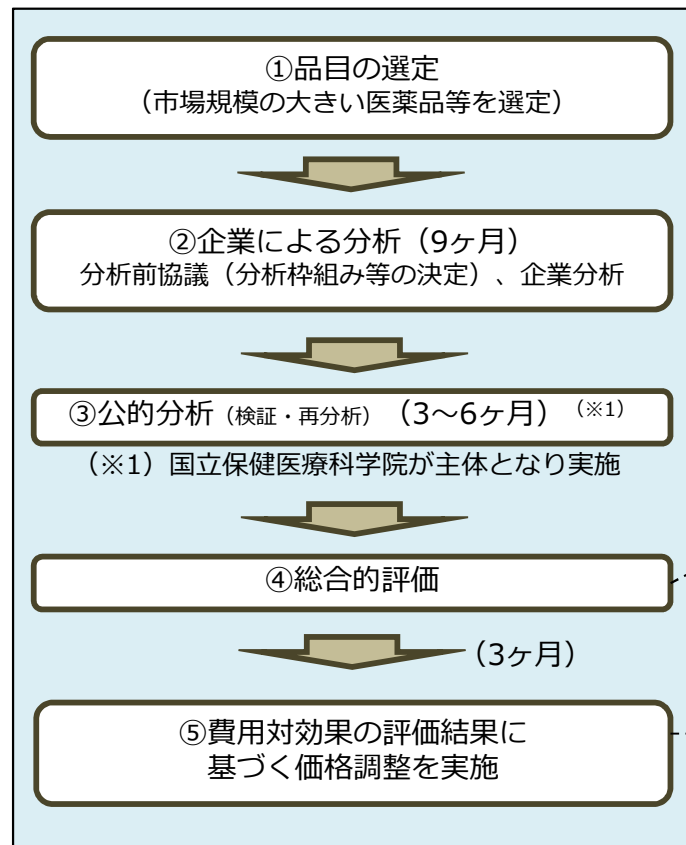 ①品目の選定
（市場規模の大きい医薬品等を選定）
②企業による分析（9ヶ月）
分析前協議（分析枠組み等の決定）、企業分析
③公的分析（検証・再分析）（3～6ヶ月）（※1）
（※1）国立保健医療科学院が主体となり実施
④総合的評価
（3ヶ月）
⑤費用対効果の評価結果に
基づく価格調整を実施